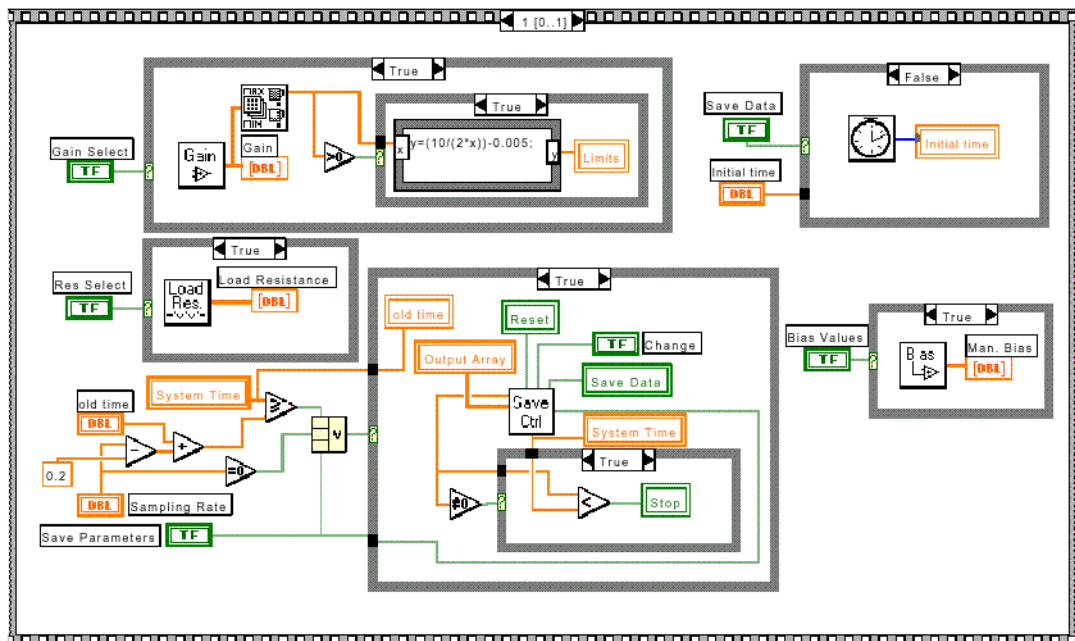 1 [0..1]
True
False
True
MAX
MIN
Save Data
TF
y=(10/(2*x))-0.005;
x
y
Limits
Gain Select
TF
Gain
Gain
DBL
>0
?
?
?
Initial time
Initial time
DBL
True
True
Res Select
TF
?
Load
Res.
Load Resistance
DBL
True
old time
Reset
Bias Values
TF
?
Bias
Man. Bias
DBL
Output Array
TF
Change
System Time
Save Data
Save
Ctrl
old time
DBL
≥
V
?
System Time
-
+
True
0.2
=0
≠0
?
<
Stop
DBL
Sampling Rate
Save Parameters
TF